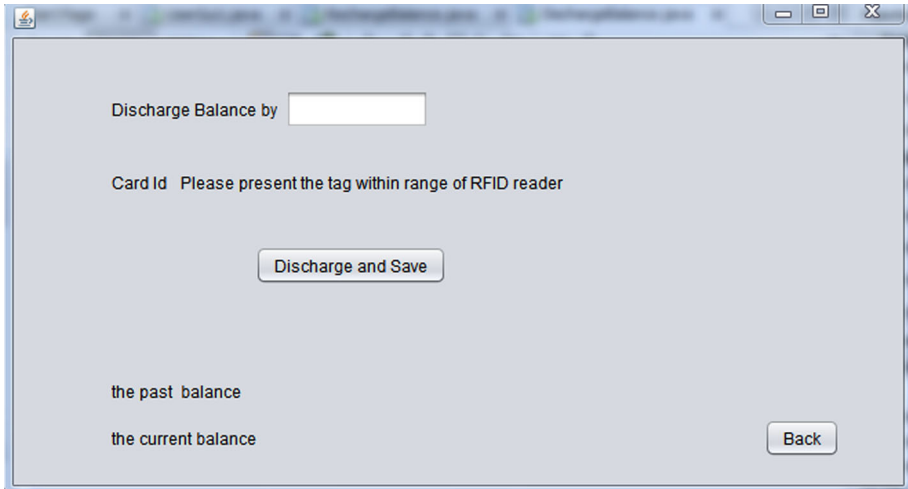 Discharge Balance by
Card Id Please present the tag within range of RFID reader
Discharge and Save
the past balance
the current balance
Back